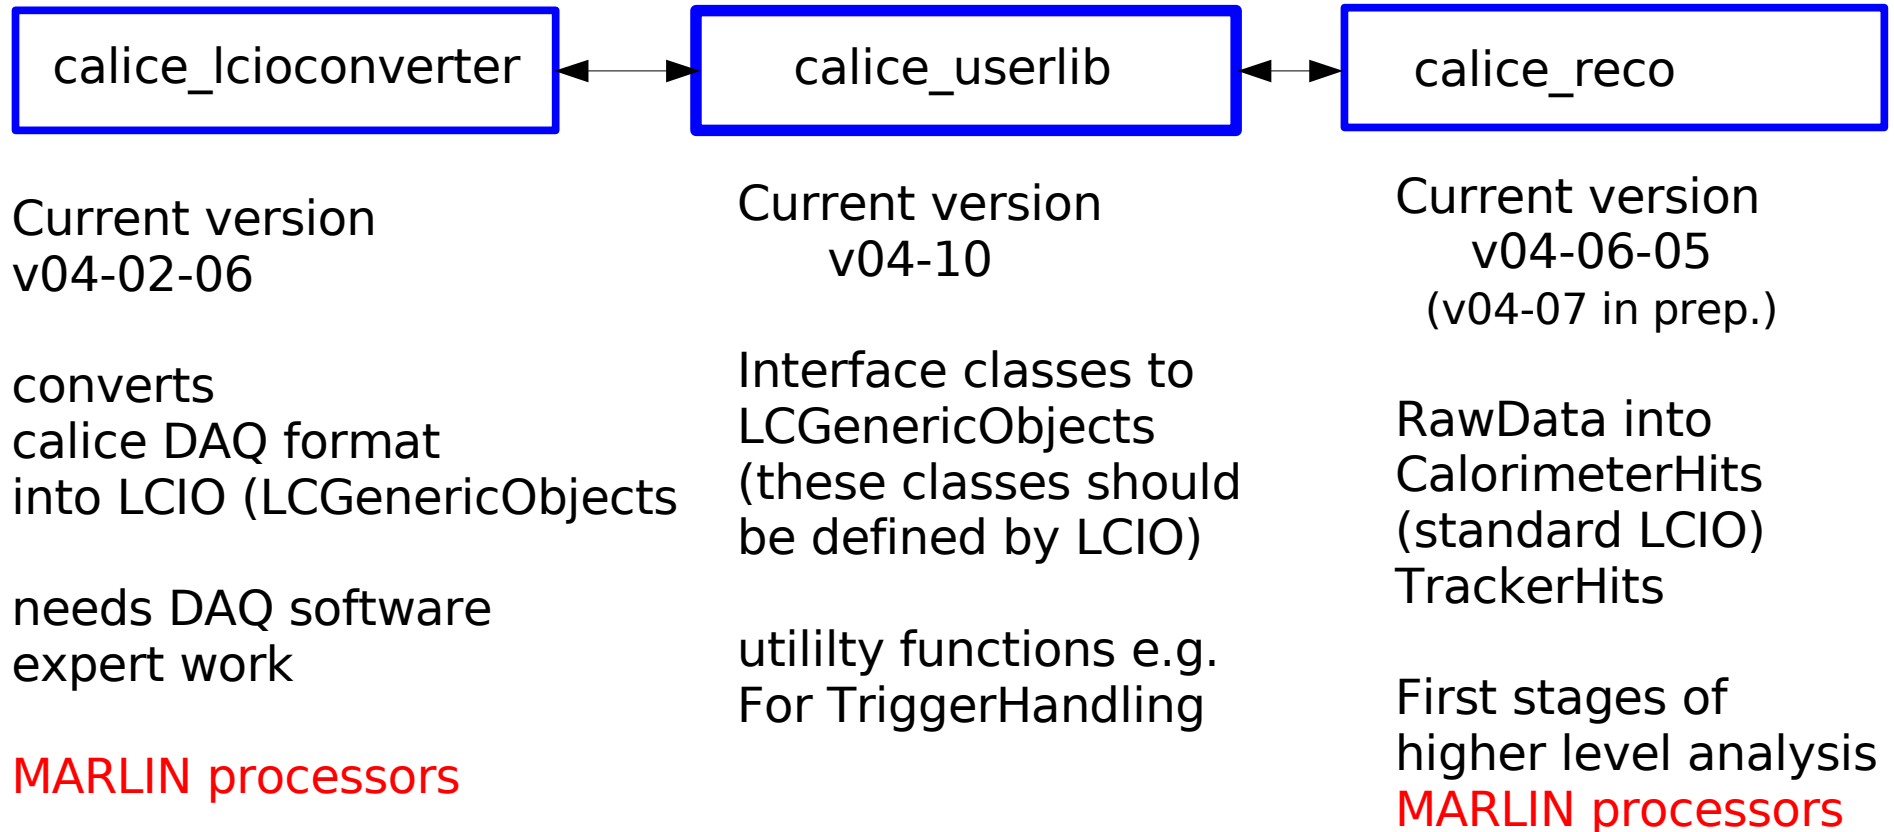 calice_lcioconverter
calice_userlib
calice_reco
Current version
v04-02-06
converts
calice DAQ format
into LCIO (LCGenericObjects
needs DAQ software
expert work
MARLIN processors
Current version
v04-10
Interface classes to
LCGenericObjects
(these classes should
be defined by LCIO)
utililty functions e.g.
For TriggerHandling
Current version
v04-06-05
(v04-07 in prep.)
RawData into
CalorimeterHits
(standard LCIO)
TrackerHits
First stages of
higher level analysis
MARLIN processors